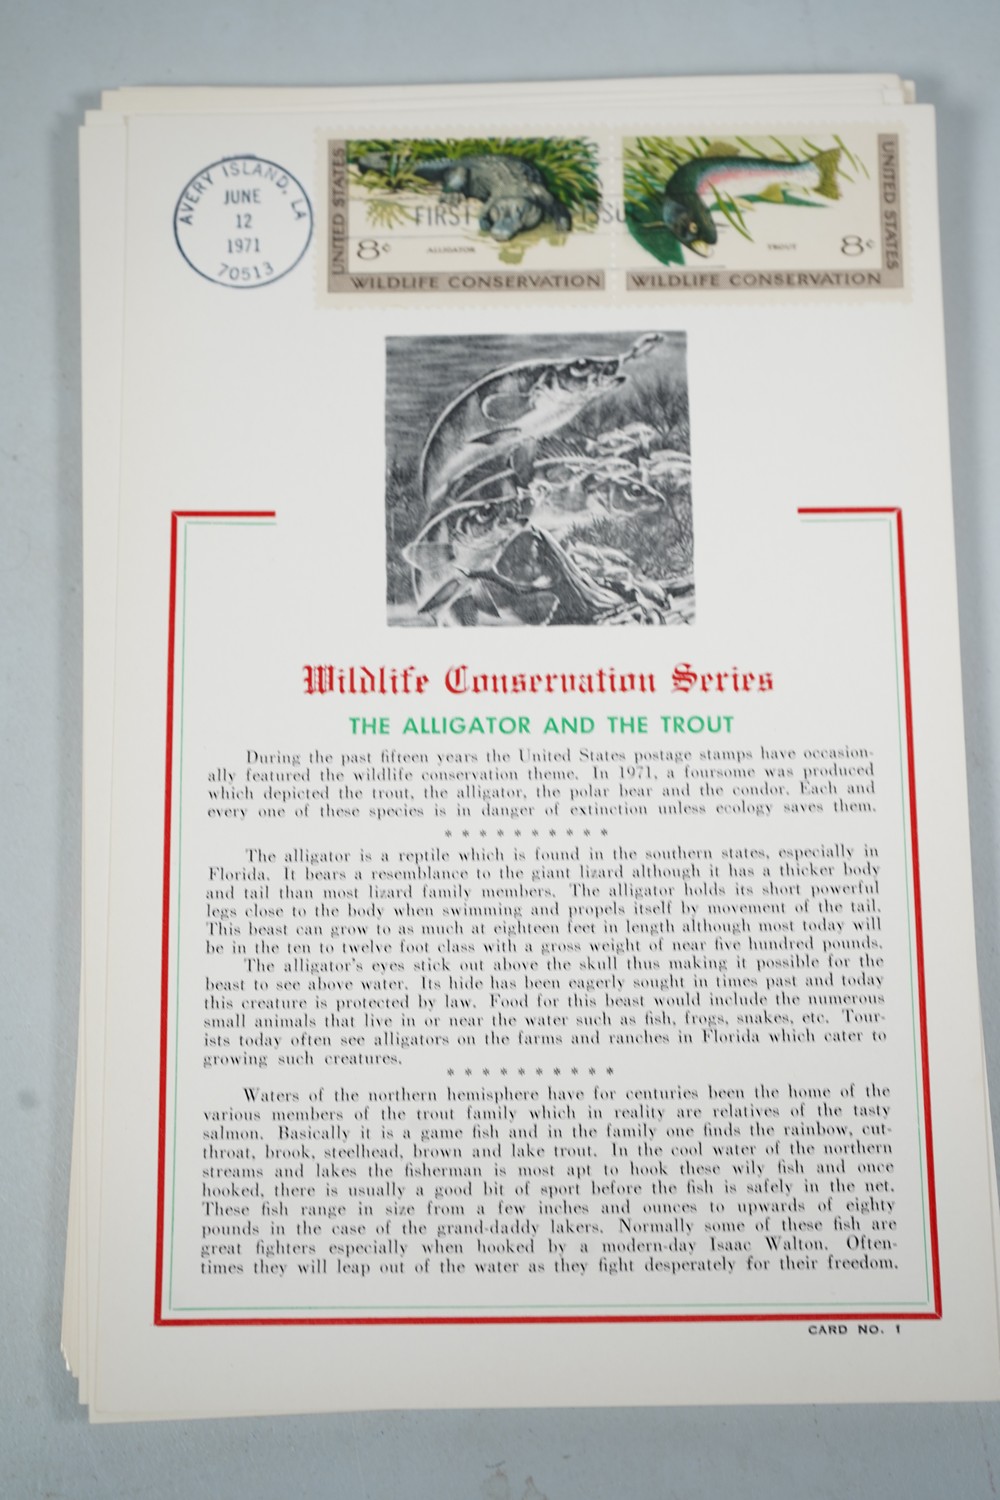 AVERY ISLAND, LA
JUNE
12
1971
70513
UNITED STATES
FIRST DAY OF ISSUE
8c
ALLIGATOR
WILDLIFE CONSERVATION
UNITED STATES
TROUT
8c
WILDLIFE CONSERVATION
Wildlife Conservation Series
THE ALLIGATOR AND THE TROUT
During the past fifteen years the United States postage stamps have occasion-
ally featured the wildlife conservation theme. In 1971, a foursome was produced
which depicted the trout, the alligator, the polar bear and the condor. Each and
every one of these species is in danger of extinction unless ecology saves them.
* * * * * * * * * *
The alligator is a reptile which is found in the southern states, especially in
Florida. It bears a resemblance to the giant lizard although it has a thicker body
and tail than most lizard family members. The alligator holds its short powerful
legs close to the body when swimming and propels itself by movement of the tail.
This beast can grow to as much at eighteen feet in length although most today will
be in the ten to twelve foot class with a gross weight of near five hundred pounds.
The alligator's eyes stick out above the skull thus making it possible for the
beast to see above water. Its hide has been eagerly sought in times past and today
this creature is protected by law. Food for this beast would include the numerous
small animals that live in or near the water such as fish, frogs, snakes, etc. Tour-
ists today often see alligators on the farms and ranches in Florida which cater to
growing such creatures.
* * * * * * * * * *
Waters of the northern hemisphere have for centuries been the home of the
various members of the trout family which in reality are relatives of the tasty
salmon. Basically it is a game fish and in the family one finds the rainbow, cut-
throat, brook, steelhead, brown and lake trout. In the cool water of the northern
streams and lakes the fisherman is most apt to hook these wily fish and once
hooked, there is usually a good bit of sport before the fish is safely in the net.
These fish range in size from a few inches and ounces to upwards of eighty
pounds in the case of the grand-daddy lakers. Normally some of these fish are
great fighters especially when hooked by a modern-day Isaac Walton. Often-
times they will leap out of the water as they fight desperately for their freedom.
CARD NO. 1